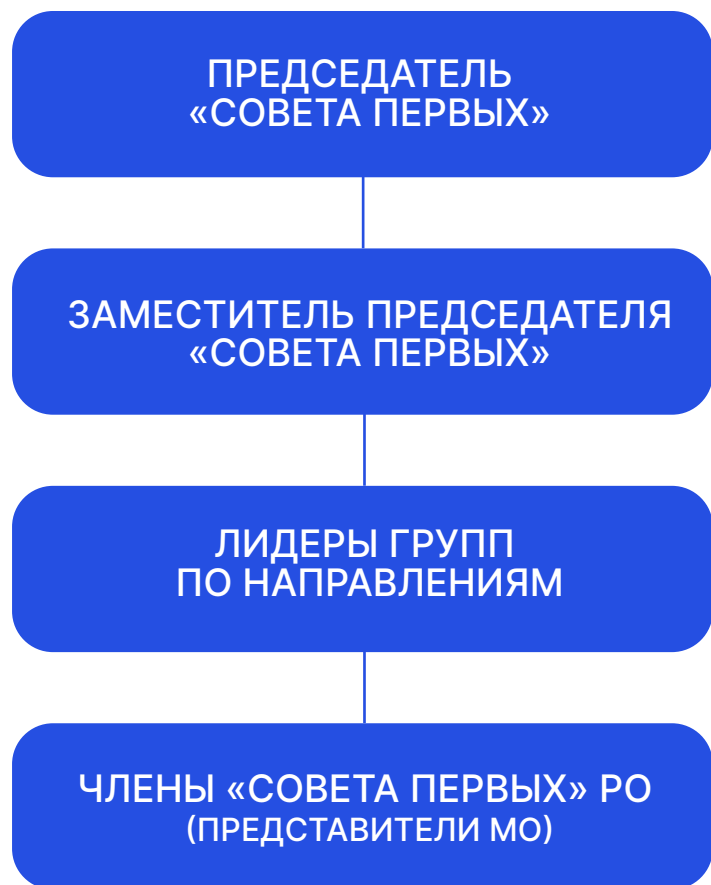 ПРЕДСЕДАТЕЛЬ
«СОВЕТА ПЕРВЫХ»
ЗАМЕСТИТЕЛЬ ПРЕДСЕДАТЕЛЯ
«СОВЕТА ПЕРВЫХ»
ЛИДЕРЫ ГРУПП
ПО НАПРАВЛЕНИЯМ
ЧЛЕНЫ «СОВЕТА ПЕРВЫХ» РО
(ПРЕДСТАВИТЕЛИ МО)